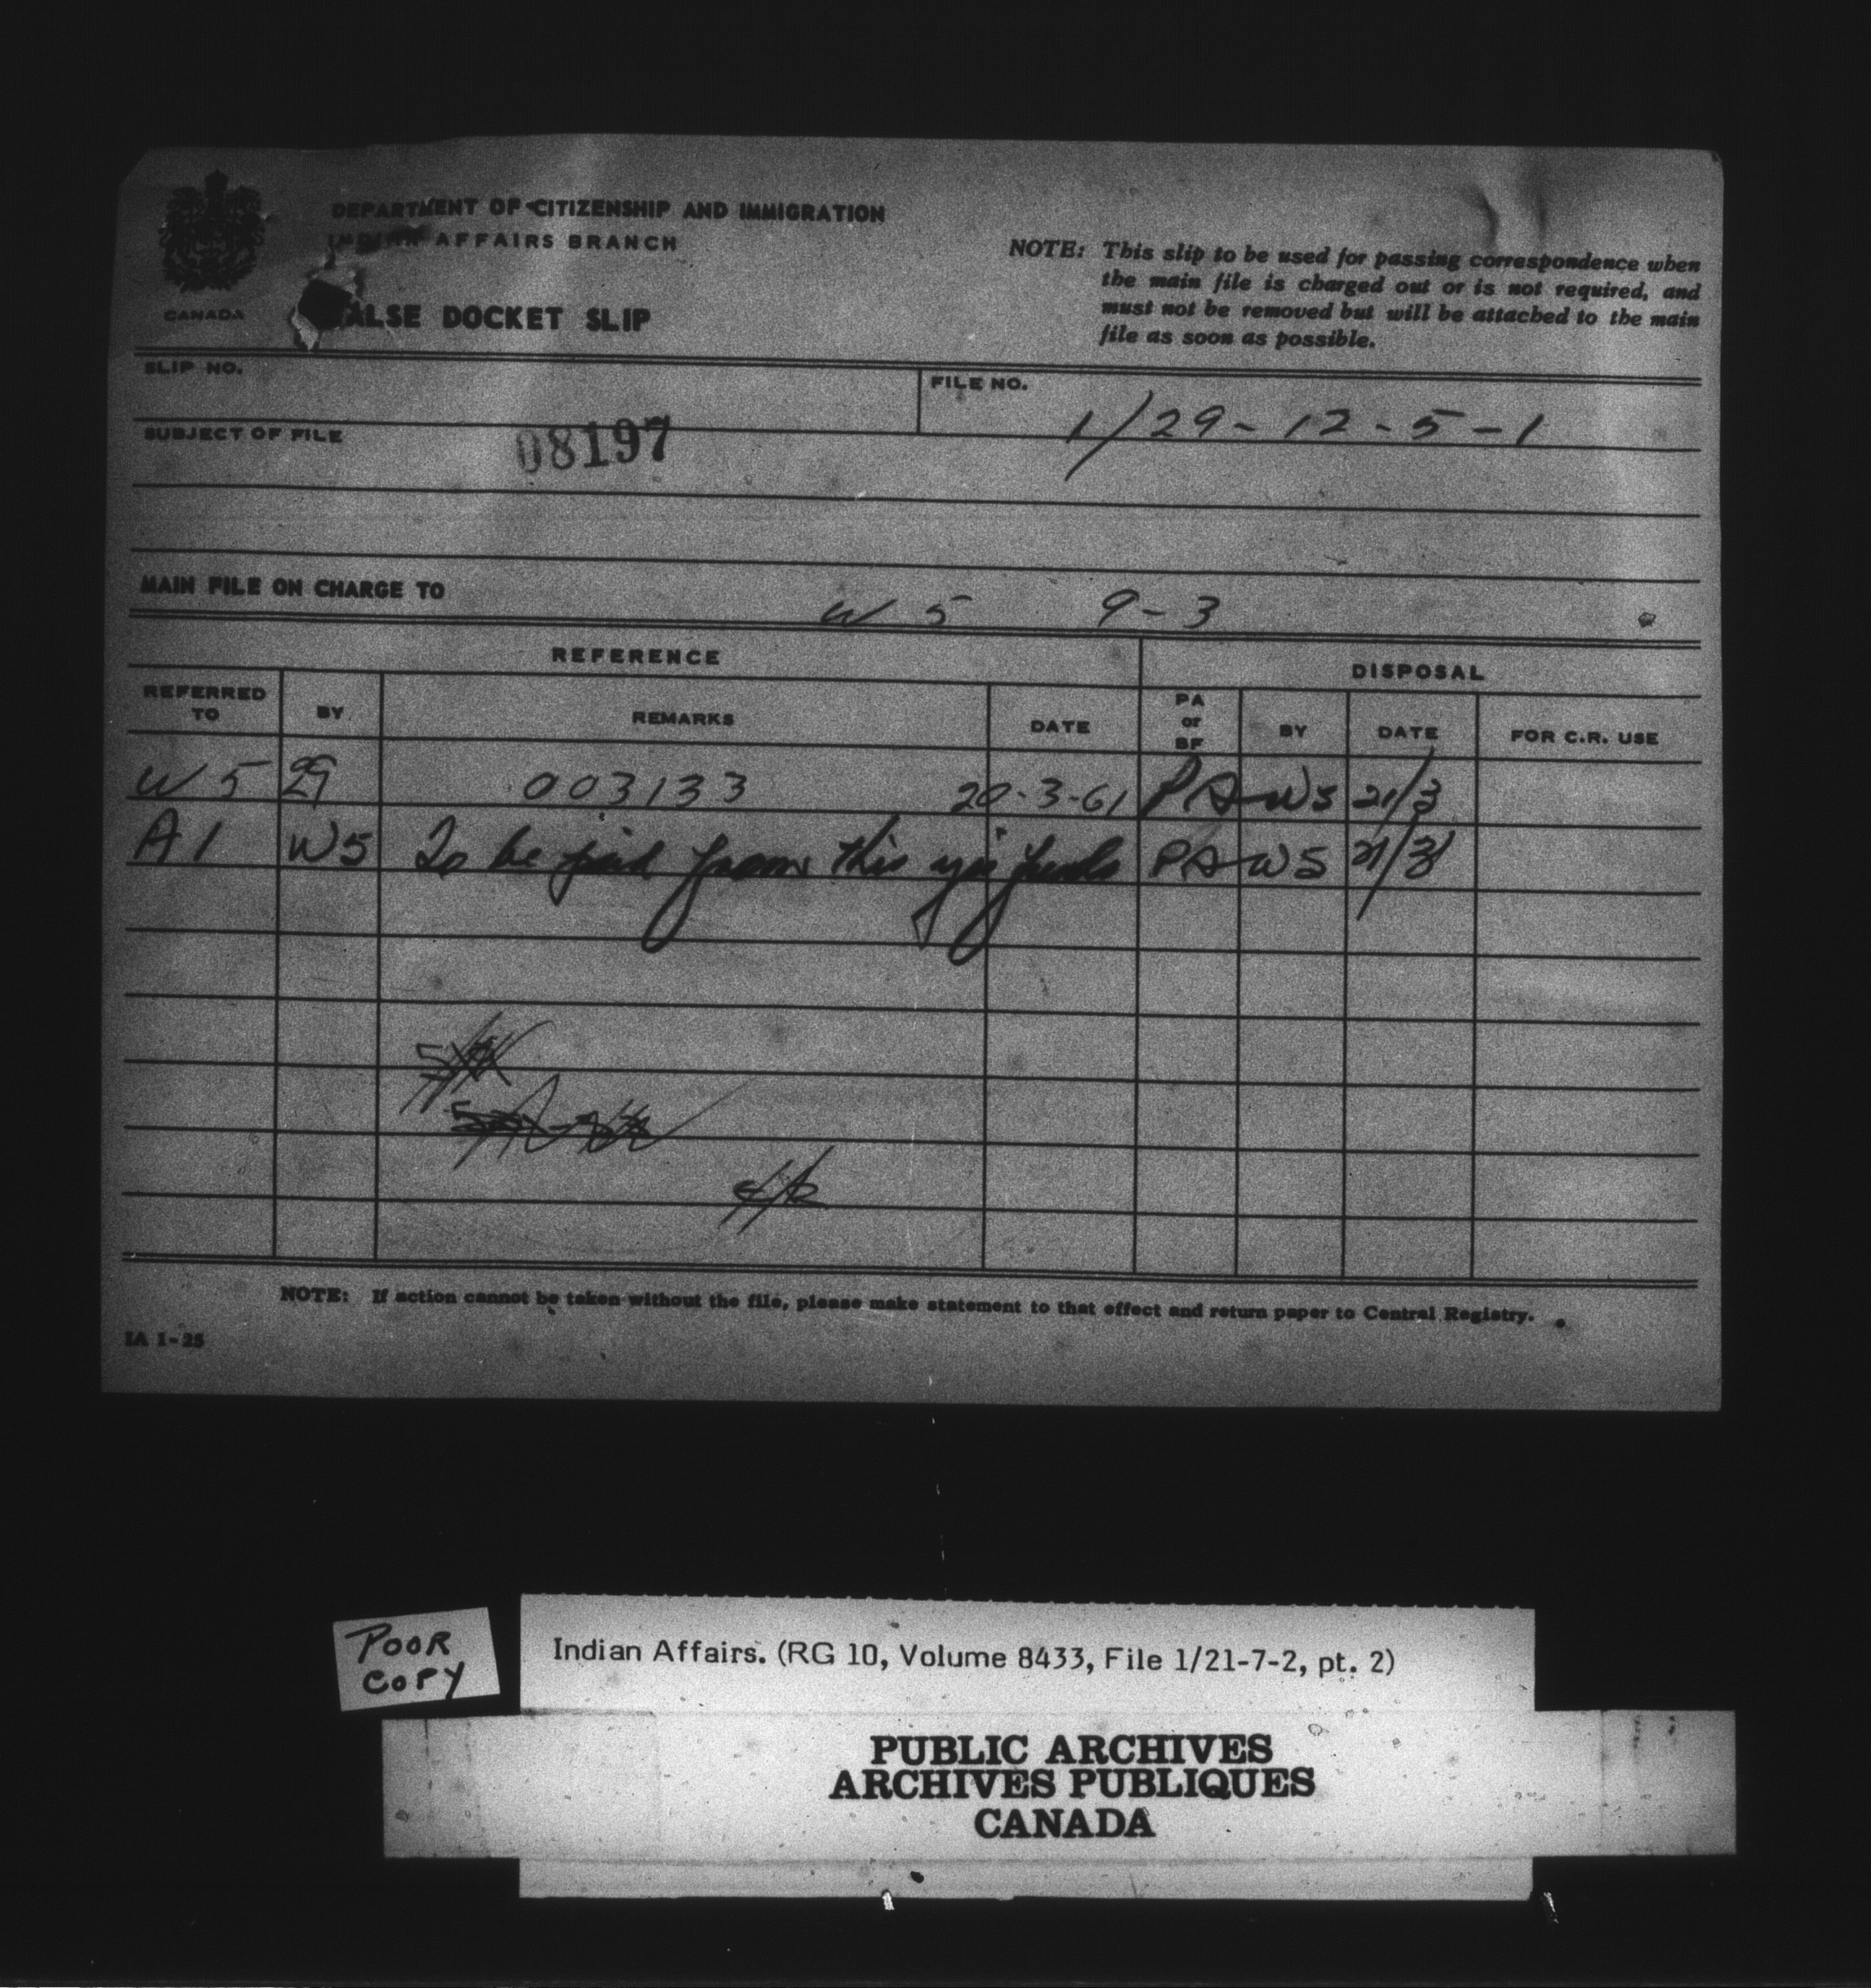 DEPARTMENT OF CITIZENSHIP AND IMMIGRATION
INDIAN AFFAIRS BRANCH
CANADA
ALSE DOCKET SLIP
NOTE: This slip to be used for passing correspondence when
the main file is charged out or is not required, and
must not be removed but will be attached to the main
file as soon as possible.
SLIP NO.
FILE NO.
1/29-12-5-1
SUBJECT OF FILE
08197
MAIN FILE ON CHARGE TO
W5 9-3
REFERENCE
DISPOSAL
REFERRED TO BY REMARKS DATE PA or BF BY DATE FOR C.R. USE
W5 29 003133 20-3-61 PA W5 21/3
A1 W5 To be paid from this funds PA W5 21/3
NOTE: If action cannot be taken without the file, please make statement to that effect and return paper to Central Registry.
IA 1-25
POOR
COPY
Indian Affairs. (RG 10, Volume 8433, File 1/21-7-2, pt. 2)
PUBLIC ARCHIVES
ARCHIVES PUBLIQUES
CANADA